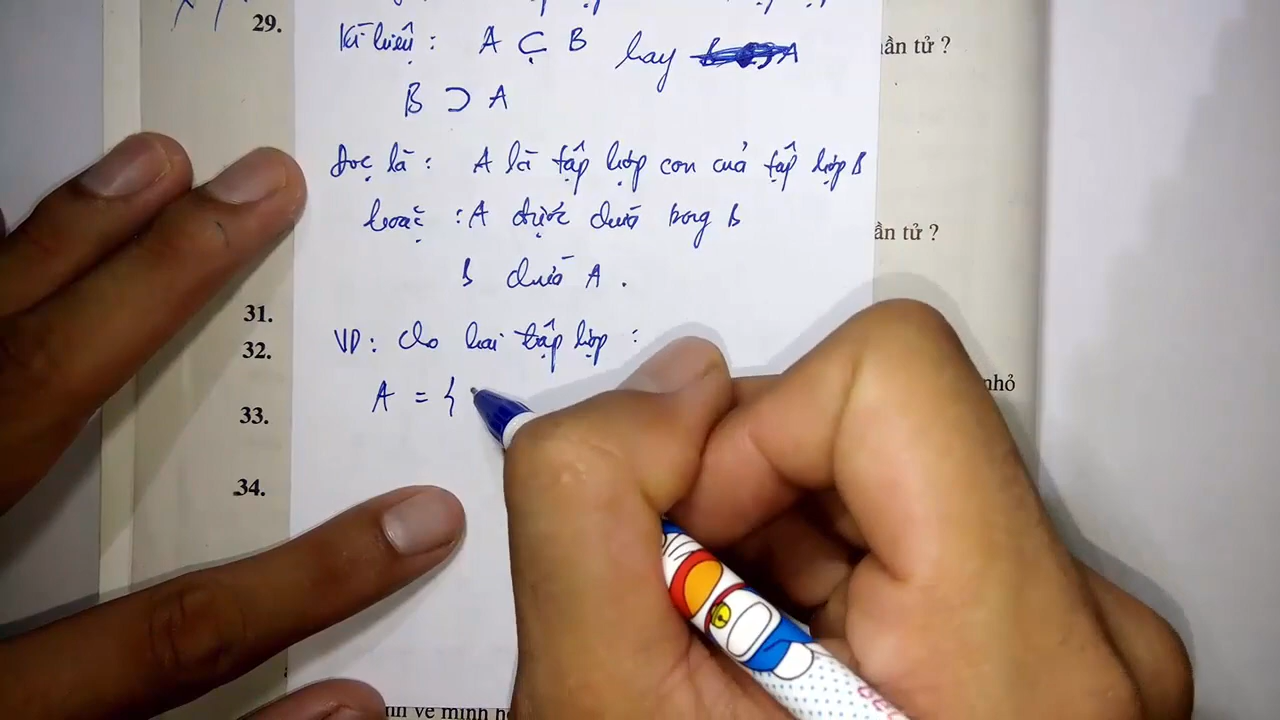 29.
Kí hiệu : A ⊂ B hay A
B ⊃ A
Đọc là : A là tập hợp con của tập hợp B
hoặc : A được chứa trong B
B chứa A .
VD : Cho hai tập hợp :
A = {
ần tử ?
ần tử ?
31.
32.
33.
34.
nhỏ